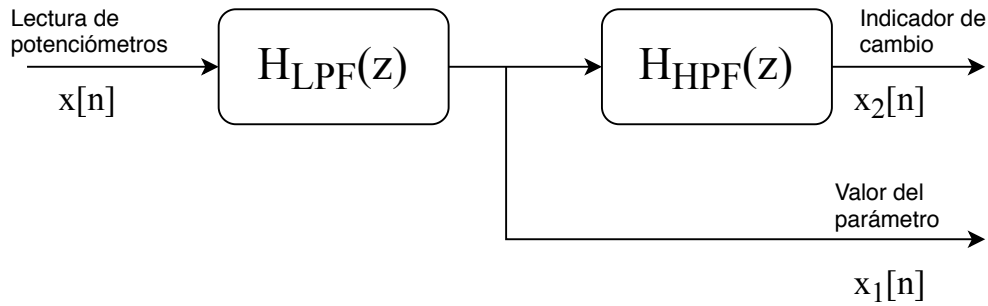 Lectura de
potenciómetros
x[n]
H_LPF(z)
H_HPF(z)
Indicador de
cambio
x_2[n]
Valor del
parámetro
x_1[n]